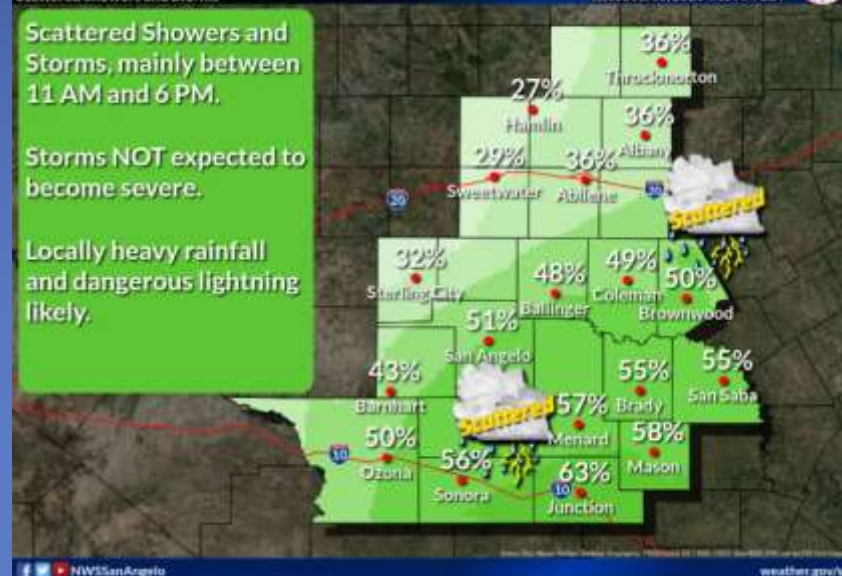 Scattered Showers and
Storms, mainly between
11 AM and 6 PM.
Storms NOT expected to
become severe.
Locally heavy rainfall
and dangerous lightning
likely.
36%
Throckmorton
27%
Hamlin
36%
Albany
29%
Sweetwater
36%
Abilene
20
20
Scattered
32%
Sterling City
48%
Ballinger
49%
Coleman
50%
Brownwood
51%
San Angelo
43%
Barnhart
55%
Brady
55%
San Saba
Scattered
57%
Menard
58%
Mason
50%
Ozona
10
56%
Sonora
63%
10
Junction
NWSSanAngelo
weather.gov/